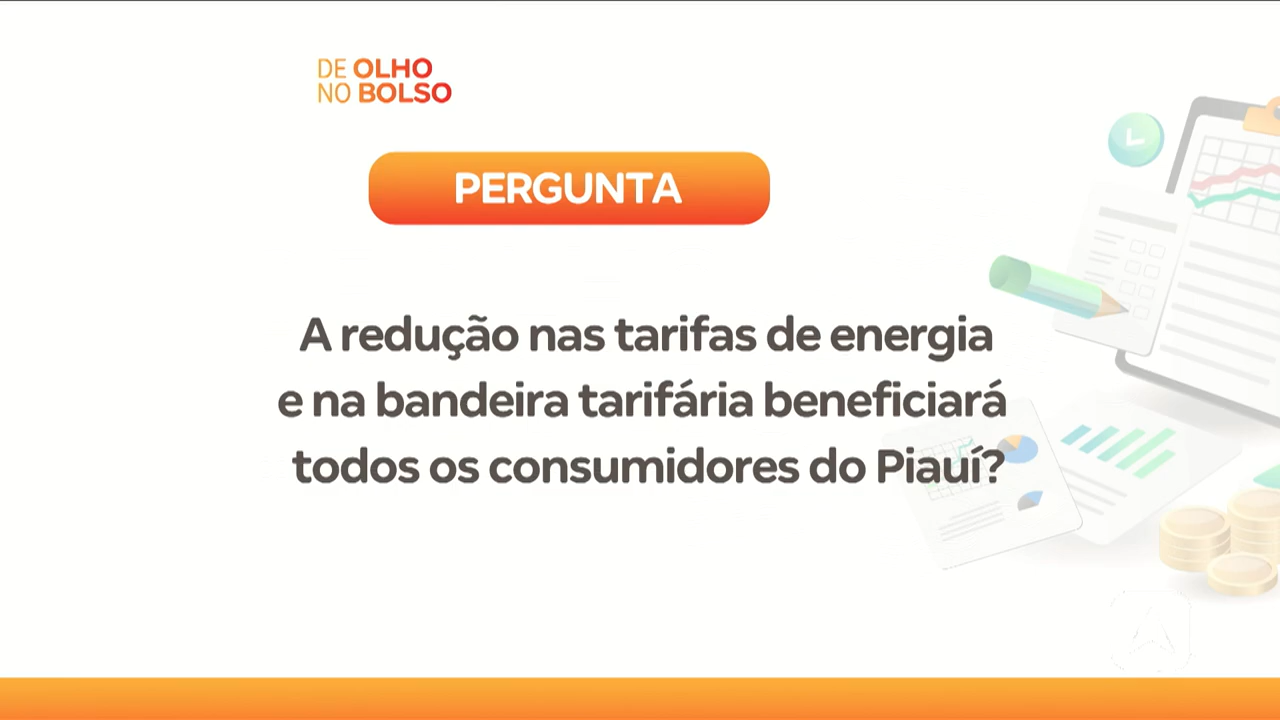 DE OLHO
NO BOLSO
PERGUNTA
A redução nas tarifas de energia
e na bandeira tarifária beneficiará
todos os consumidores do Piauí?